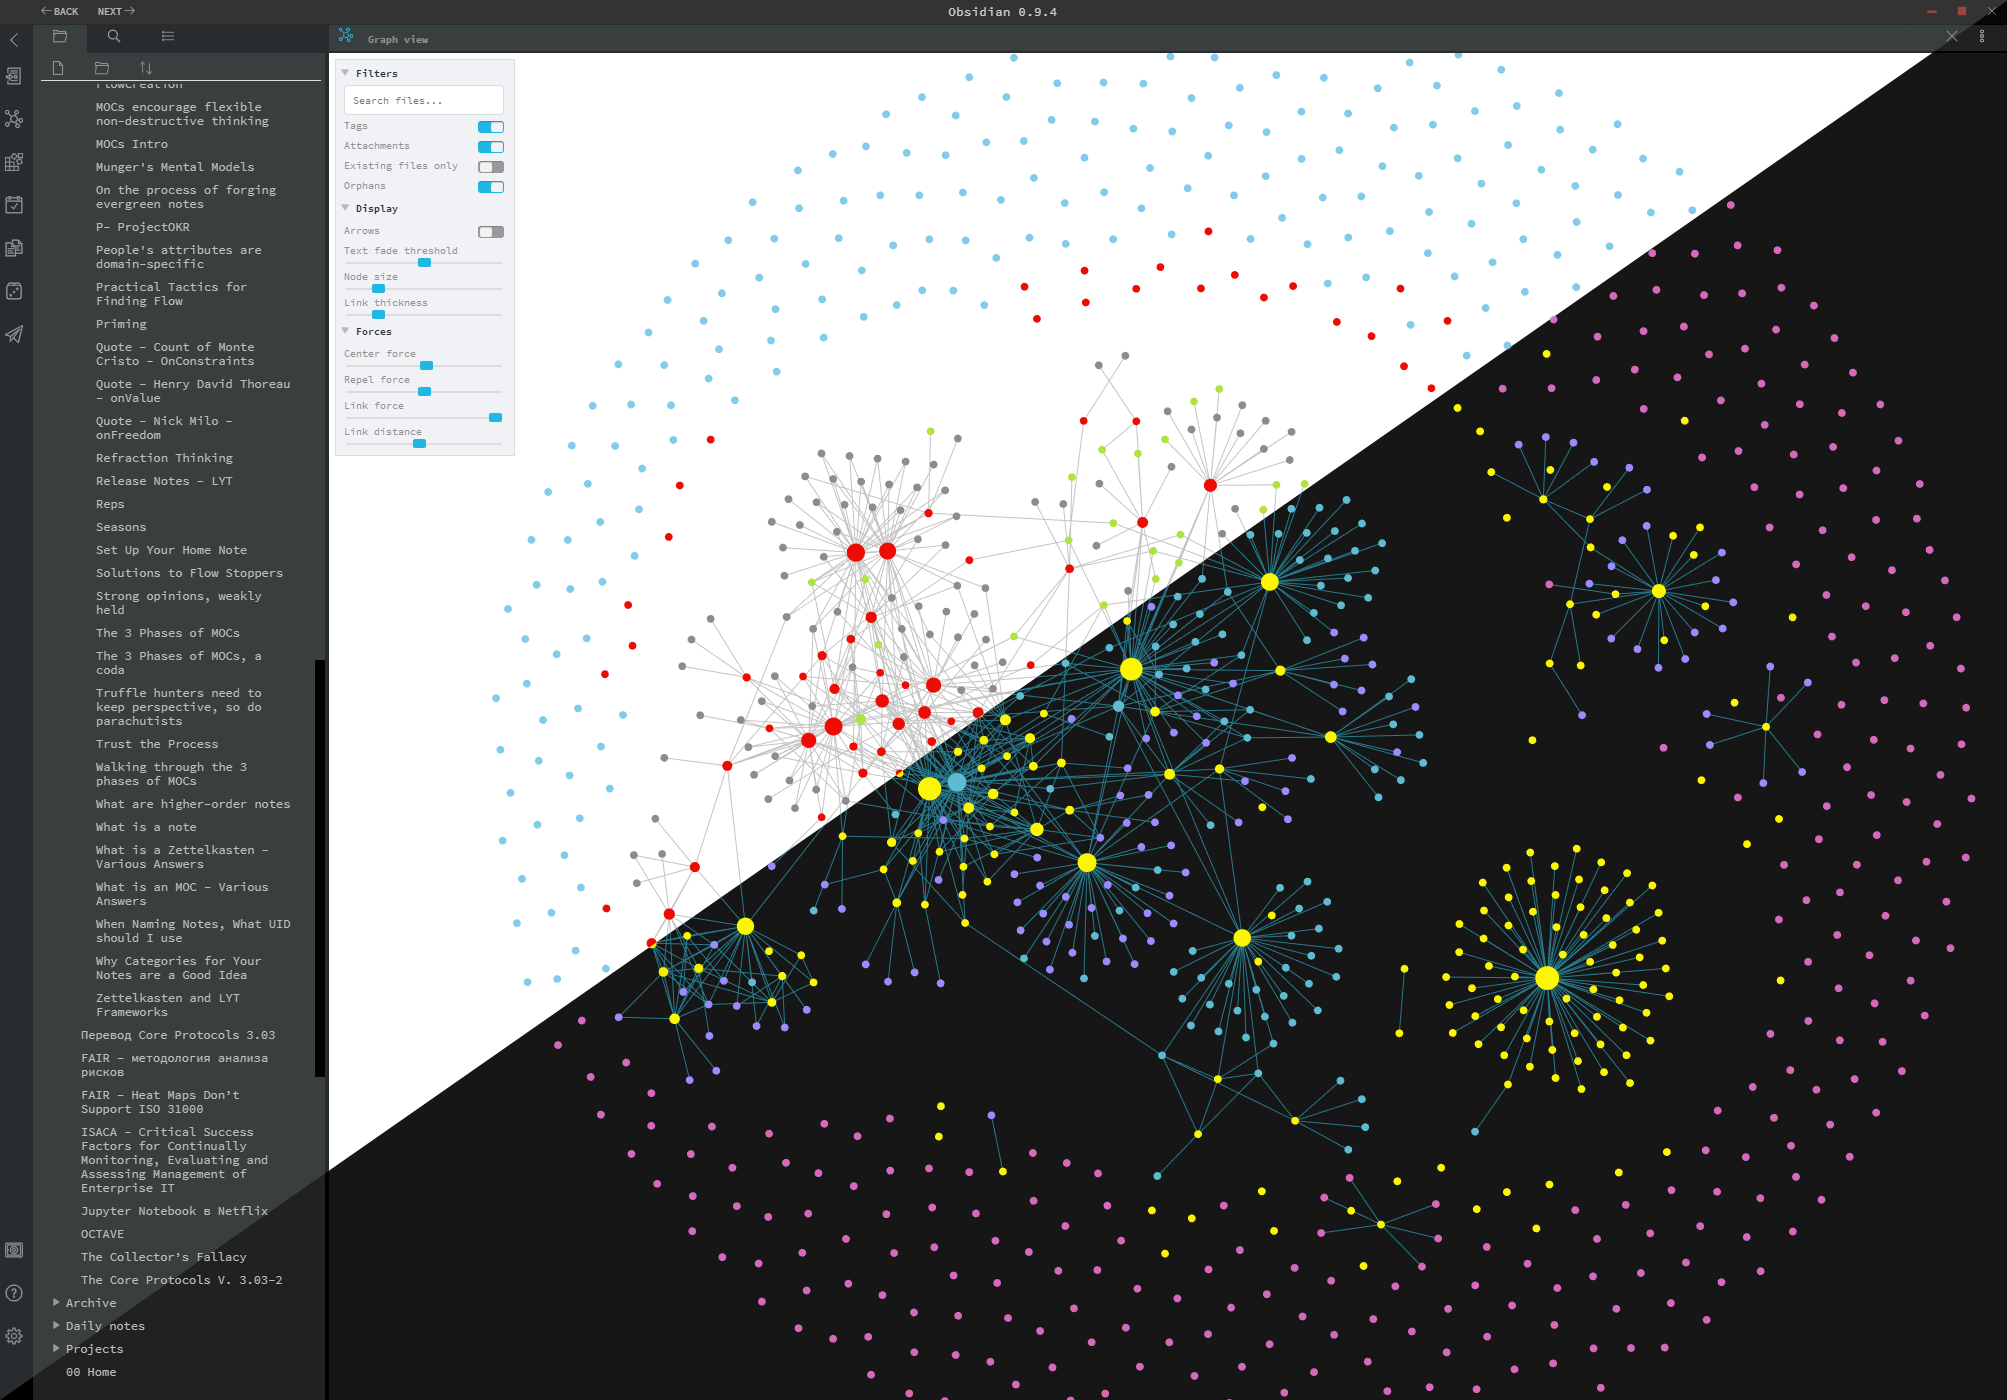 BACK
NEXT
Obsidian 0.9.4
Graph view
FlowCreation
MOCs encourage flexible
non-destructive thinking
MOCs Intro
Munger's Mental Models
On the process of forging
evergreen notes
P- ProjectOKR
People's attributes are
domain-specific
Practical Tactics for
Finding Flow
Priming
Quote - Count of Monte
Cristo - OnConstraints
Quote - Henry David Thoreau
- onValue
Quote - Nick Milo -
onFreedom
Refraction Thinking
Release Notes - LYT
Reps
Seasons
Set Up Your Home Note
Solutions to Flow Stoppers
Strong opinions, weakly
held
The 3 Phases of MOCs
The 3 Phases of MOCs, a
coda
Truffle hunters need to
keep perspective, so do
parachutists
Trust the Process
Walking through the 3
phases of MOCs
What are higher-order notes
What is a note
What is a Zettelkasten -
Various Answers
What is an MOC - Various
Answers
When Naming Notes, What UID
should I use
Why Categories for Your
Notes are a Good Idea
Zettelkasten and LYT
Frameworks
Перевод Core Protocols 3.03
FAIR - методология анализа
рисков
FAIR - Heat Maps Don’t
Support ISO 31000
ISACA - Critical Success
Factors for Continually
Monitoring, Evaluating and
Assessing Management of
Enterprise IT
Jupyter Notebook в Netflix
OCTAVE
The Collector’s Fallacy
The Core Protocols V. 3.03-2
Archive
Daily notes
Projects
00 Home
Filters
Search files...
Tags
Attachments
Existing files only
Orphans
Display
Arrows
Text fade threshold
Node size
Link thickness
Forces
Center force
Repel force
Link force
Link distance